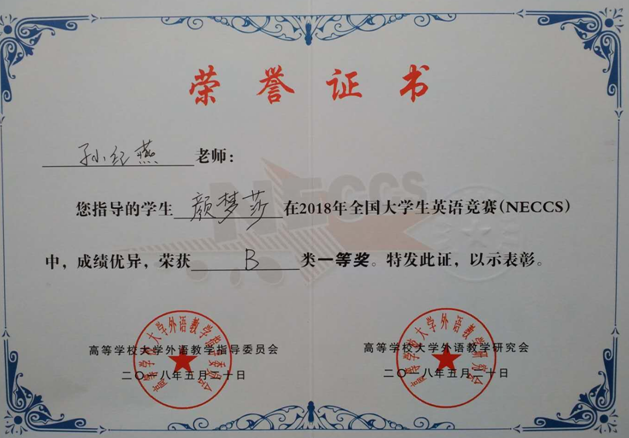 荣誉证书
孙纪燕 老师：
您指导的学生 颜梦莎 在2018年全国大学生英语竞赛（NECCS）
中，成绩优异，荣获 B 类一等奖。特发此证，以示表彰。
高等学校大学外语教学指导委员会
二〇一八年五月二十日
高等学校大学外语教学研究会
二〇一八年五月二十日
NECCS